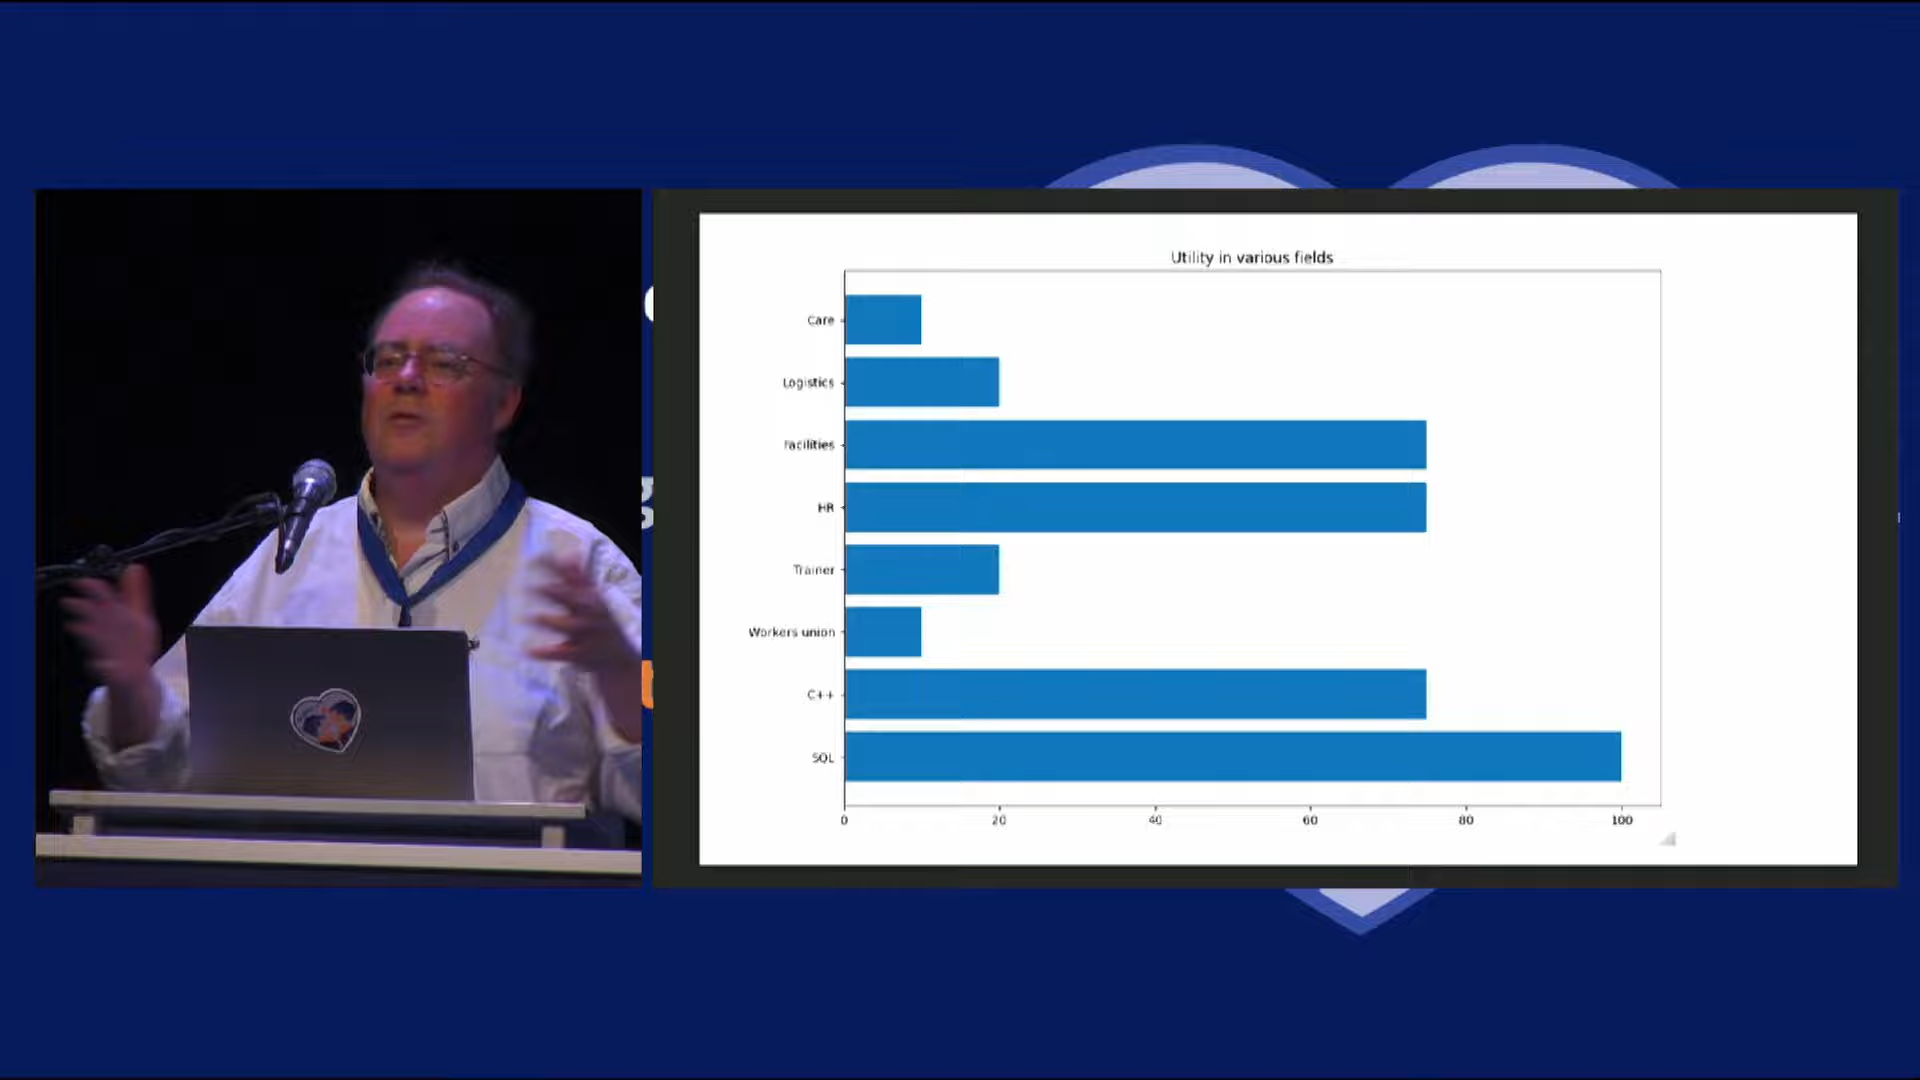 Utility in various fields
Care
Logistics
Facilities
HR
Trainer
Workers union
C++
SQL
0 20 40 60 80 100